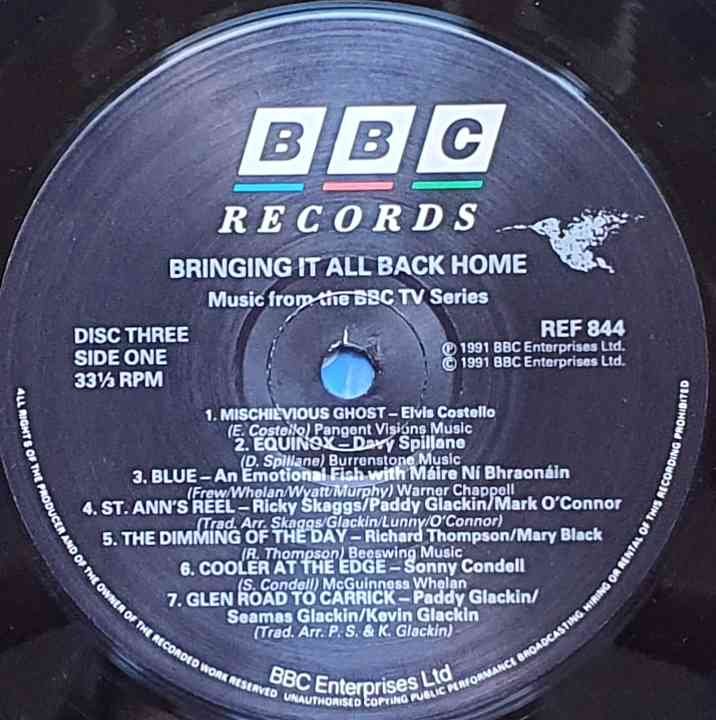 BBC
RECORDS
BRINGING IT ALL BACK HOME
Music from the BBC TV Series
DISC THREE
SIDE ONE
33⅓ RPM
REF 844
℗ 1991 BBC Enterprises Ltd.
© 1991 BBC Enterprises Ltd.
1. MISCHIEVIOUS GHOST – Elvis Costello
(E. Costello) Pangent Visions Music
2. EQUINOX – Davy Spillane
(D. Spillane) Burrenstone Music
3. BLUE – An Emotional Fish with Máire Ní Bhraonáin
(Frew/Whelan/Wyatt/Murphy) Warner Chappell
4. ST. ANN'S REEL – Ricky Skaggs/Paddy Glackin/Mark O'Connor
(Trad. Arr. Skaggs/Glackin/Lunny/O'Connor)
5. THE DIMMING OF THE DAY – Richard Thompson/Mary Black
(R. Thompson) Beeswing Music
6. COOLER AT THE EDGE – Sonny Condell
(S. Condell) McGuinness Whelan
7. GLEN ROAD TO CARRICK – Paddy Glackin/
Seamas Glackin/Kevin Glackin
(Trad. Arr. P. S. & K. Glackin)
BBC Enterprises Ltd
ALL RIGHTS OF THE PRODUCER AND OF THE OWNER OF THE RECORDED WORK RESERVED UNAUTHORISED COPYING PUBLIC PERFORMANCE BROADCASTING, HIRING OR RENTAL OF THIS RECORDING PROHIBITED